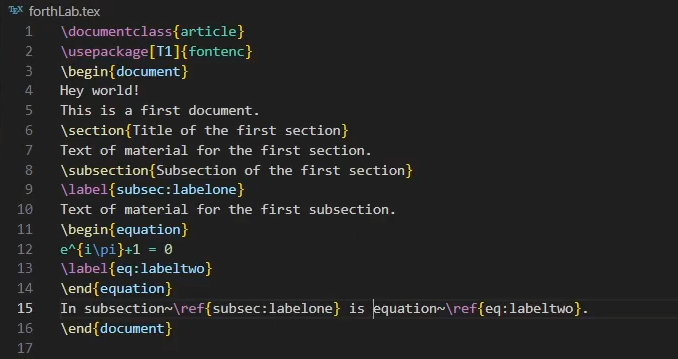 TEX forthLab.tex
1 \documentclass{article}
2 \usepackage[T1]{fontenc}
3 \begin{document}
4 Hey world!
5 This is a first document.
6 \section{Title of the first section}
7 Text of material for the first section.
8 \subsection{Subsection of the first section}
9 \label{subsec:labelone}
10 Text of material for the first subsection.
11 \begin{equation}
12 e^{i\pi}+1 = 0
13 \label{eq:labeltwo}
14 \end{equation}
15 In subsection~\ref{subsec:labelone} is equation~\ref{eq:labeltwo}.
16 \end{document}
17